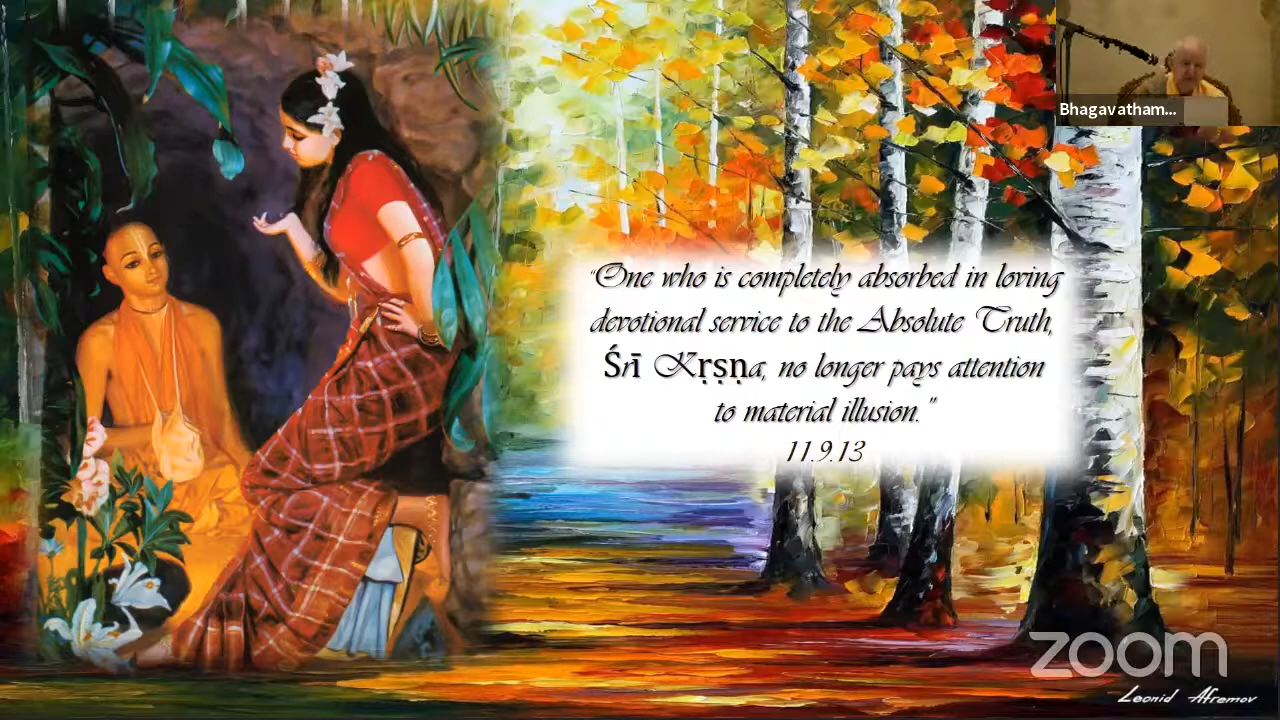 Bhagavatham...
"One who is completely absorbed in loving
devotional service to the Absolute Truth,
Śrī Kṛṣṇa, no longer pays attention
to material illusion."
11.9.13
zoom
Leonid Afremov